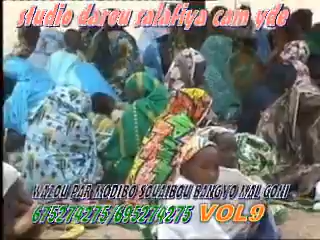 studio darou salafiya cam yde
WAZOU PAR MODIBO SOUAIBOU BANGYO MAL GONI
675274275/695274275 VOL9